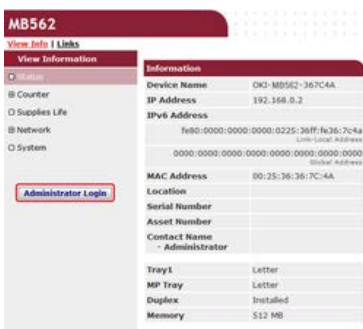 MB562
View Info | Links
View Information
Status
Counter
Supplies Life
Network
System
Administrator Login
Information
Device Name OKI-MB562-367C4A
IP Address 192.168.0.2
IPv6 Address
fe80:0000:0000:0000:0225:36ff:fe36:7c4a
Link-Local Address
0000:0000:0000:0000:0000:0000:0000:0000
Global Address
MAC Address 00:25:36:36:7C:4A
Location
Serial Number
Asset Number
Contact Name
- Administrator
Tray1 Letter
MP Tray Letter
Duplex Installed
Memory 512 MB